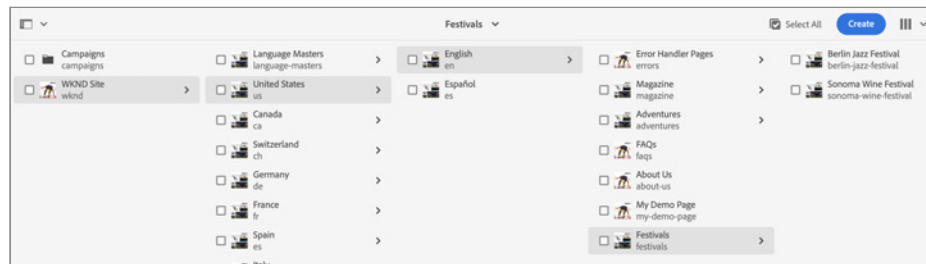 Festivals
Select All
Create
Campaigns
campaigns
WKND Site
wknd
Language Masters
language-masters
United States
us
Canada
ca
Switzerland
ch
Germany
de
France
fr
Spain
es
English
en
Español
es
Error Handler Pages
errors
Magazine
magazine
Adventures
adventures
FAQs
faqs
About Us
about-us
My Demo Page
my-demo-page
Festivals
festivals
Berlin Jazz Festival
berlin-jazz-festival
Sonoma Wine Festival
sonoma-wine-festival